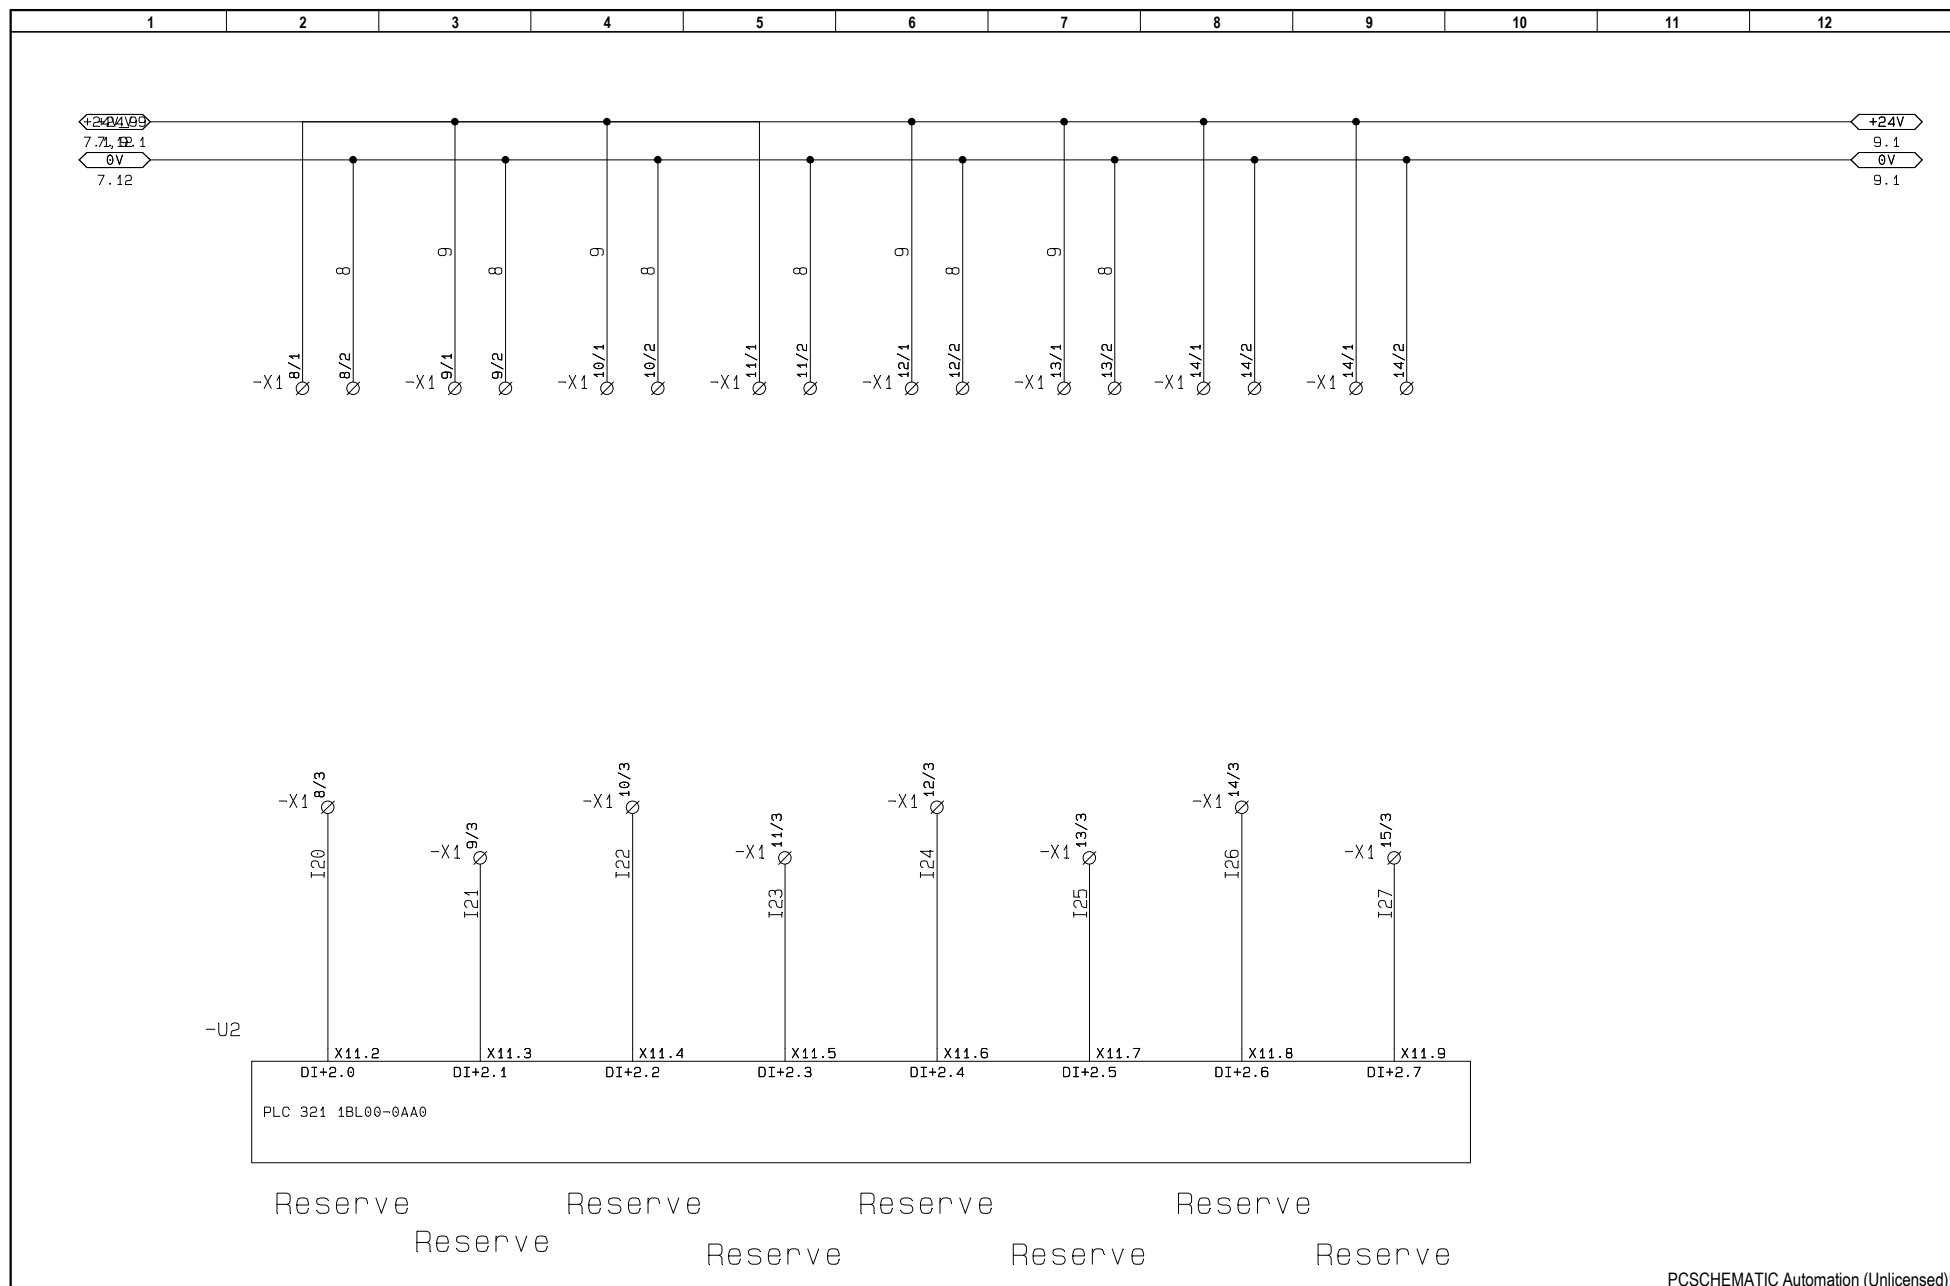 1 2 3 4 5 6 7 8 9 10 11 12
+24V
9.1
0V
7.12
0V
9.1
9 9 9 9
8 8 8 8 8 8
-X1 8/1 8/2 -X1 9/1 9/2 -X1 10/1 10/2 -X1 11/1 11/2 -X1 12/1 12/2 -X1 13/1 13/2 -X1 14/1 14/2 -X1 14/1 14/2
-X1 8/3 -X1 10/3 -X1 12/3 -X1 14/3
-X1 9/3 -X1 11/3 -X1 13/3 -X1 15/3
I20 I22 I24 I26
I21 I23 I25 I27
-U2
X11.2 X11.3 X11.4 X11.5 X11.6 X11.7 X11.8 X11.9
DI+2.0 DI+2.1 DI+2.2 DI+2.3 DI+2.4 DI+2.5 DI+2.6 DI+2.7
PLC 321 1BL00-0AA0
Reserve Reserve Reserve Reserve
Reserve
Reserve Reserve Reserve
PCSCHEMATIC Automation (Unlicensed)